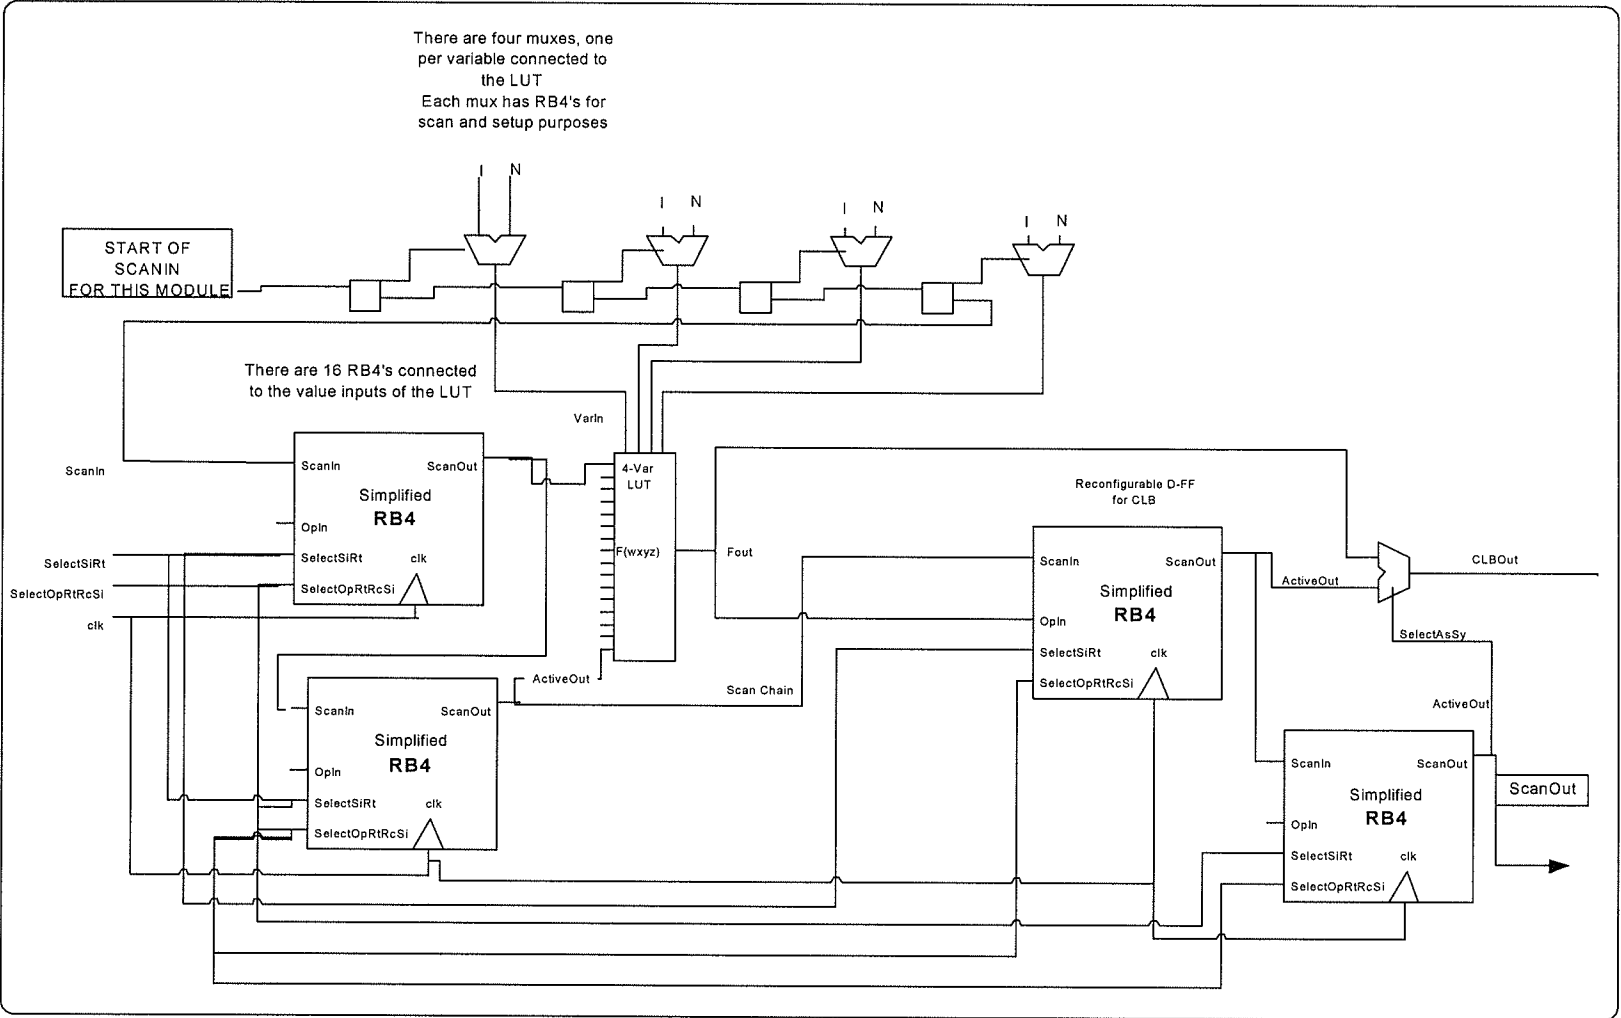 There are four muxes, one
per variable connected to
the LUT
Each mux has RB4's for
scan and setup purposes
I N
I N
I N
I N
START OF
SCANIN
FOR THIS MODULE
There are 16 RB4's connected
to the value inputs of the LUT
VarIn
ScanIn
ScanIn
ScanOut
Simplified
RB4
OpIn
SelectSiRt
clk
SelectOpRtRcSi
SelectSiRt
SelectOpRtRcSi
clk
4-Var
LUT
F(wxyz)
Fout
Reconfigurable D-FF
for CLB
ScanIn
ScanOut
Simplified
RB4
OpIn
SelectSiRt
clk
SelectOpRtRcSi
ActiveOut
CLBOut
SelectAsSy
ActiveOut
ActiveOut
Scan Chain
ScanIn
ScanOut
Simplified
RB4
OpIn
SelectSiRt
clk
SelectOpRtRcSi
ScanIn
ScanOut
Simplified
RB4
OpIn
SelectSiRt
clk
SelectOpRtRcSi
ScanOut